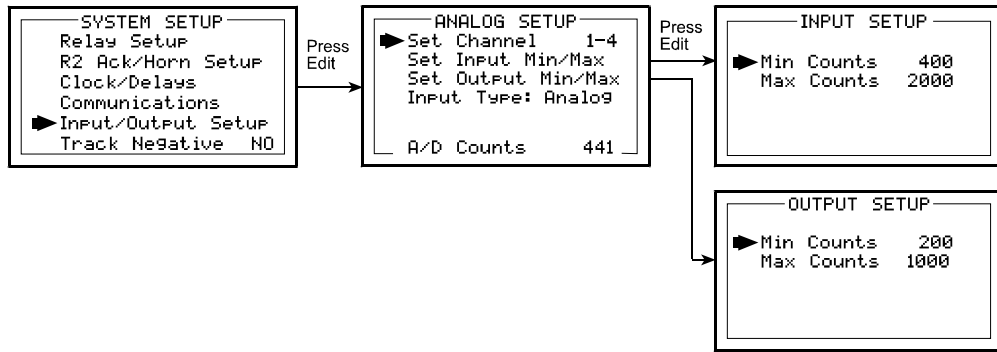 SYSTEM SETUP
Relay Setup
R2 Ack/Horn Setup
Clock/Delays
Communications
Input/Output Setup
Track Negative NO
Press
Edit
ANALOG SETUP
Set Channel 1-4
Set Input Min/Max
Set Output Min/Max
Input Type: Analog
A/D Counts 441
Press
Edit
INPUT SETUP
Min Counts 400
Max Counts 2000
OUTPUT SETUP
Min Counts 200
Max Counts 1000